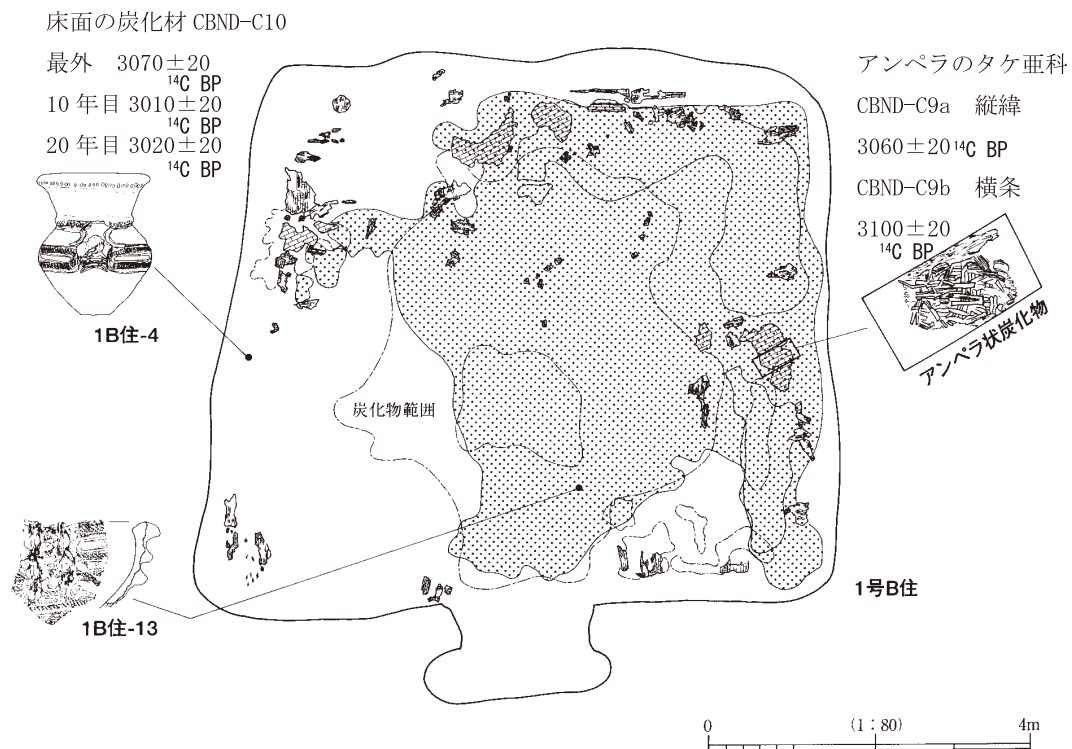 床面の炭化材 CBND-C10
最外 3070±20
¹⁴C BP
10 年目 3010±20
¹⁴C BP
20 年目 3020±20
¹⁴C BP
1B住-4
アンペラのタケ亜科
CBND-C9a 縦緯
3060±20¹⁴C BP
CBND-C9b 横条
3100±20
¹⁴C BP
アンペラ状炭化物
炭化物範囲
1B住-13
1号B住
0 (1:80) 4m